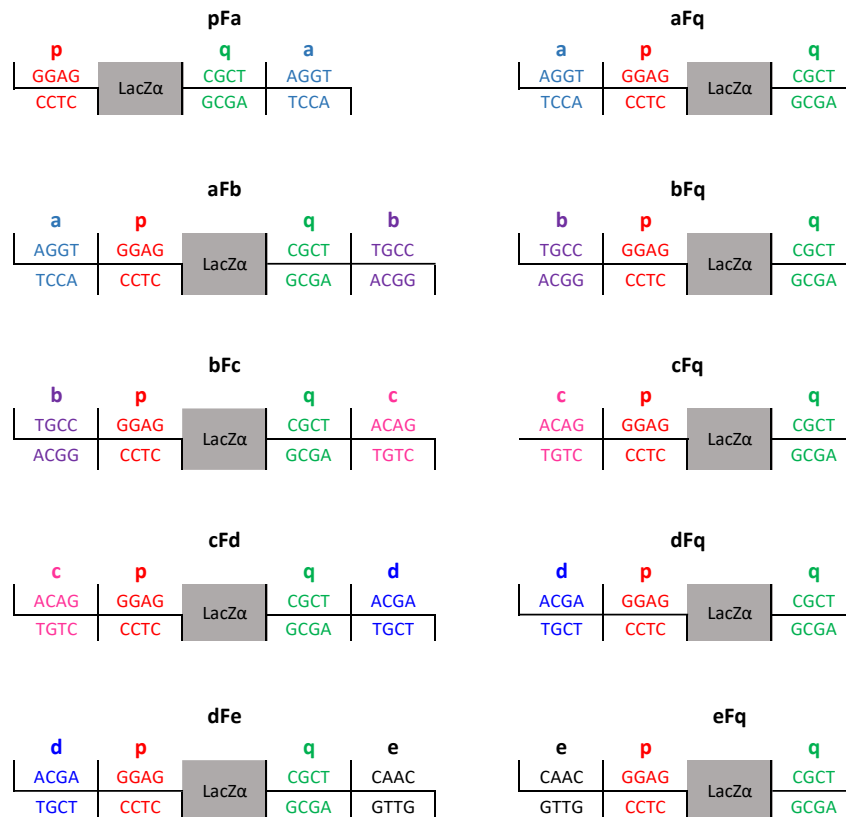 pFa
p q a
GGAG CGCT AGGT
LacZα
CCTC GCGA TCCA
aFq
a p q
AGGT GGAG CGCT
LacZα
TCCA CCTC GCGA
aFb
a p q b
AGGT GGAG CGCT TGCC
LacZα
TCCA CCTC GCGA ACGG
bFq
b p q
TGCC GGAG CGCT
LacZα
ACGG CCTC GCGA
bFc
b p q c
TGCC GGAG CGCT ACAG
LacZα
ACGG CCTC GCGA TGTC
cFq
c p q
ACAG GGAG CGCT
LacZα
TGTC CCTC GCGA
cFd
c p q d
ACAG GGAG CGCT ACGA
LacZα
TGTC CCTC GCGA TGCT
dFq
d p q
ACGA GGAG CGCT
LacZα
TGCT CCTC GCGA
dFe
d p q e
ACGA GGAG CGCT CAAC
LacZα
TGCT CCTC GCGA GTTG
eFq
e p q
CAAC GGAG CGCT
LacZα
GTTG CCTC GCGA